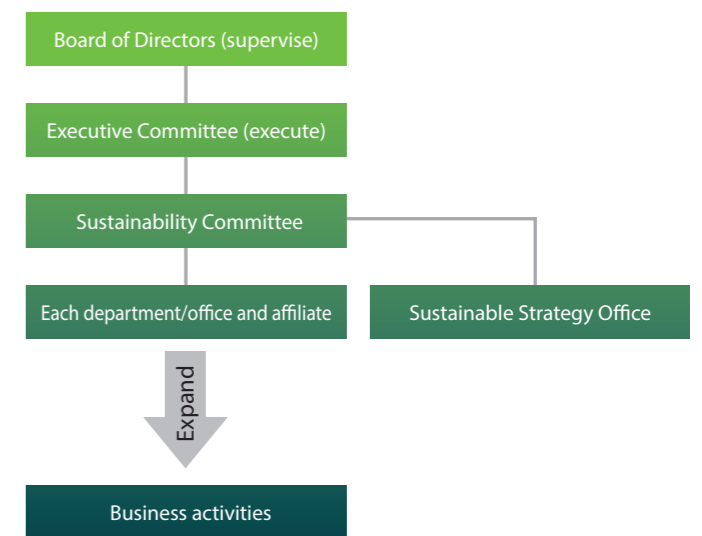 Board of Directors (supervise)
Executive Committee (execute)
Sustainability Committee
Each department/office and affiliate
Sustainable Strategy Office
Expand
Business activities